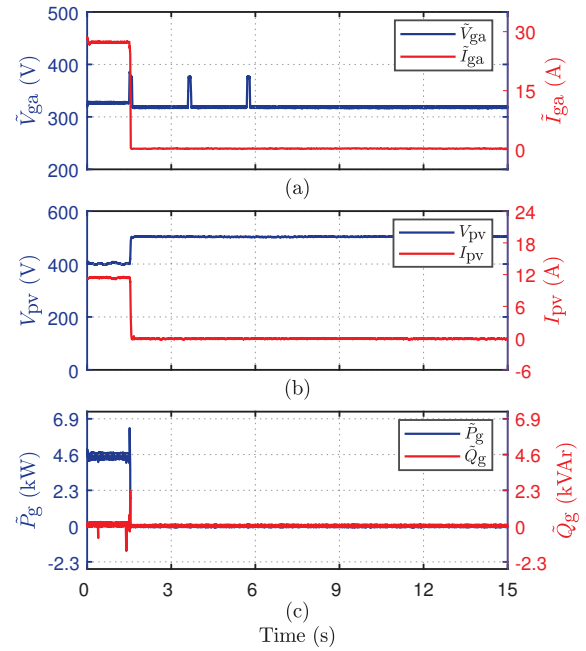 500
400
300
200
Ṽga (V)
Ṽga
Ĩga
30
15
0
Ĩga (A)
(a)
600
400
200
0
Vpv (V)
Vpv
Ipv
24
18
12
6
0
-6
Ipv (A)
(b)
6.9
4.6
2.3
0
-2.3
P̃g (kW)
P̃g
Q̃g
6.9
4.6
2.3
0
-2.3
Q̃g (kVAr)
0 3 6 9 12 15
(c)
Time (s)